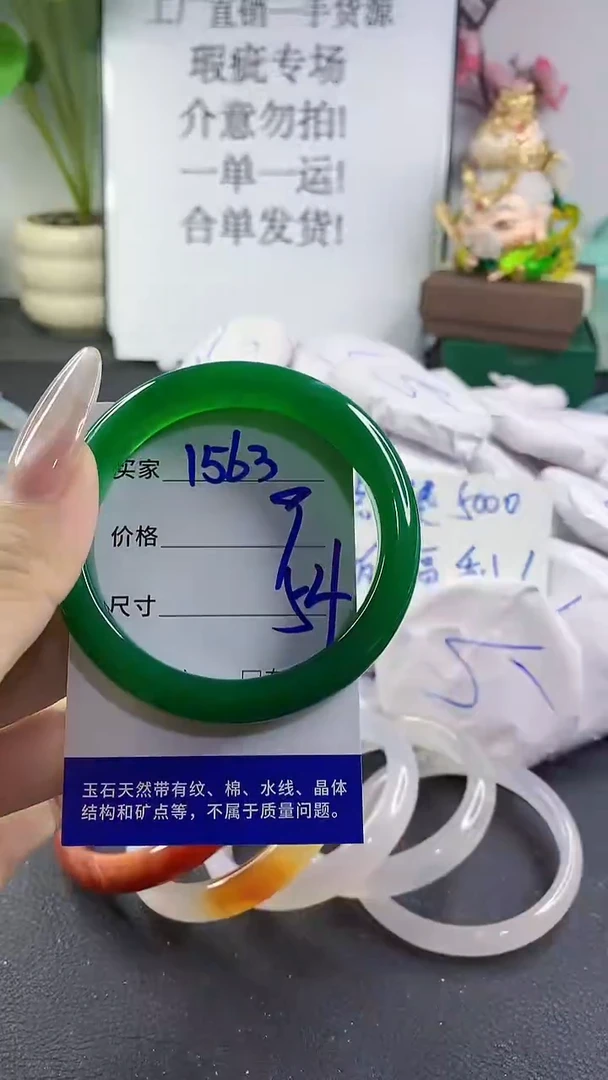 工厂直销一手货源
瑕疵专场
介意勿拍!
一单一运!
合单发货!
买家 1563
价格
尺寸 54
5000
玉石天然带有纹、棉、水线、晶体
结构和矿点等，不属于质量问题。